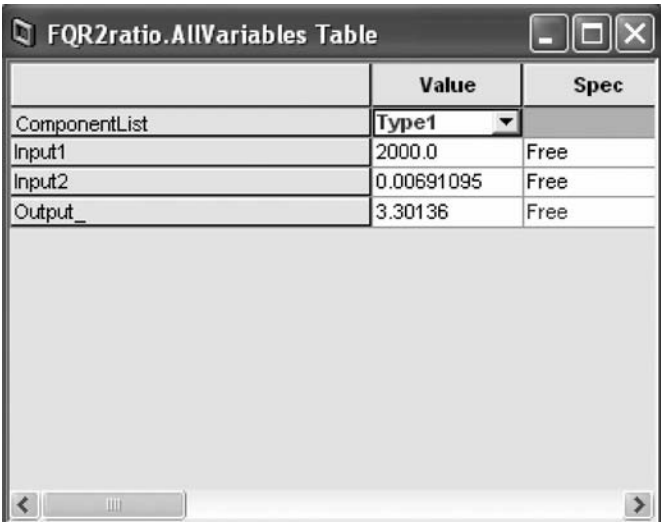 FQR2ratio.AllVariables Table
Value Spec
ComponentList Type1
Input1 2000.0 Free
Input2 0.00691095 Free
Output_ 3.30136 Free